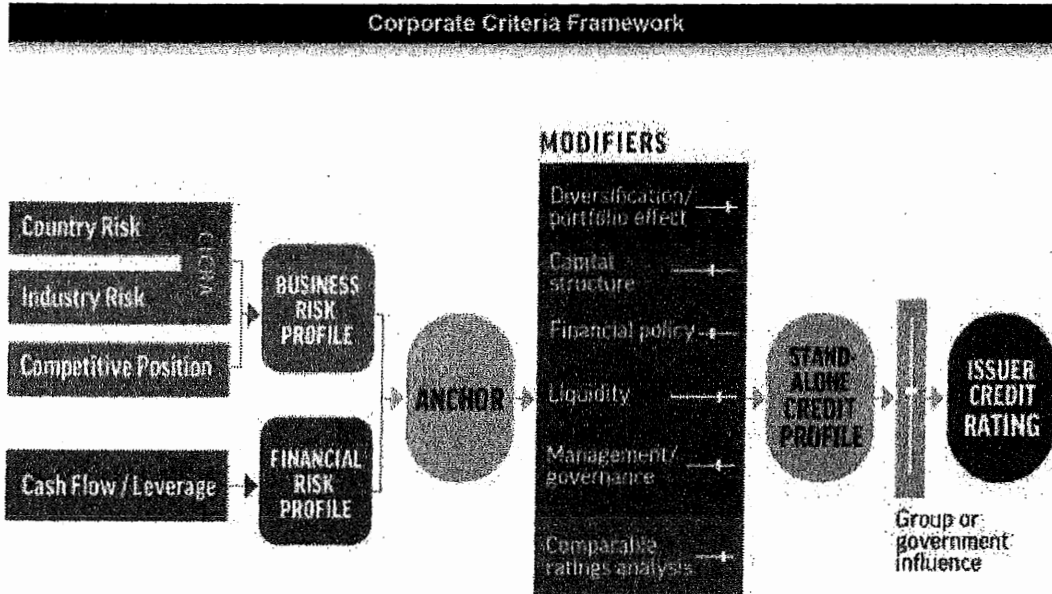 Corporate Criteria Framework
MODIFIERS
Country Risk
CICRA
Industry Risk
Competitive Position
Cash Flow / Leverage
BUSINESS
RISK
PROFILE
FINANCIAL
RISK
PROFILE
ANCHOR
Diversification/
portfolio effect
Capital
structure
Financial policy
Liquidity
Management/
governance
Comparable
ratings analysis
STAND-
ALONE
CREDIT
PROFILE
Group or
government
influence
ISSUER
CREDIT
RATING